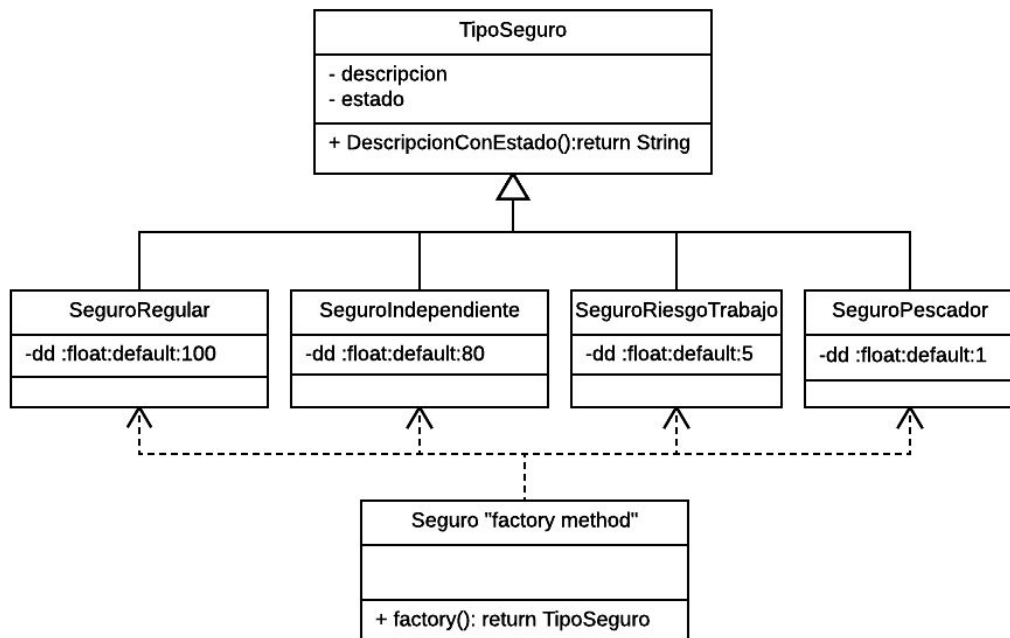 TipoSeguro
- descripcion
- estado
+ DescripcionConEstado():return String
SeguroRegular
-dd :float:default:100
SeguroIndependiente
-dd :float:default:80
SeguroRiesgoTrabajo
-dd :float:default:5
SeguroPescador
-dd :float:default:1
Seguro "factory method"
+ factory(): return TipoSeguro